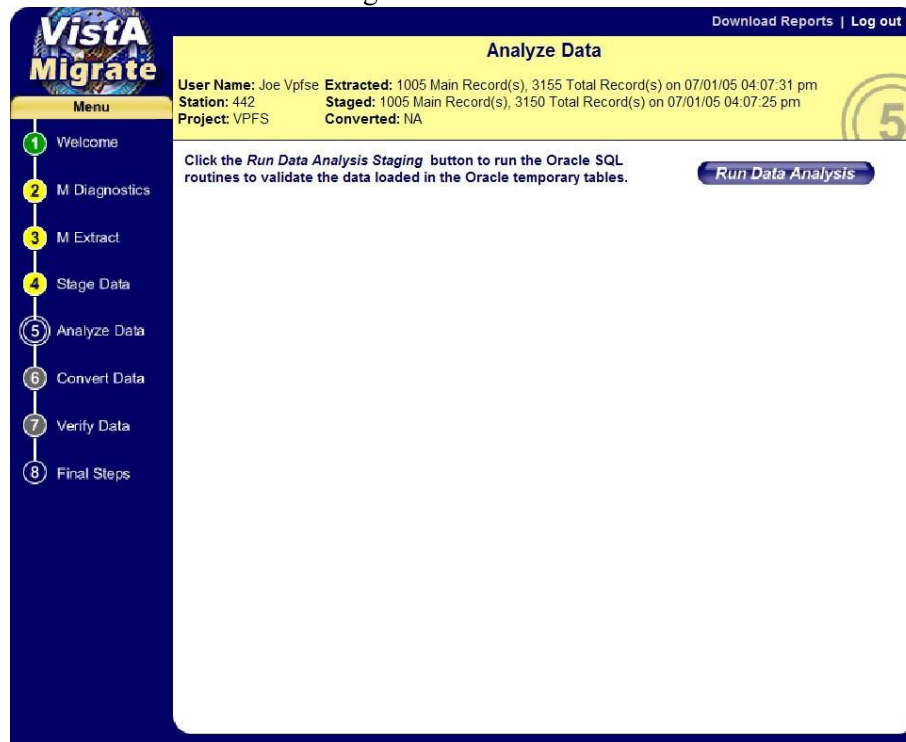 VistA
Migrate
Download Reports | Log out
Analyze Data
User Name: Joe Vpfse Extracted: 1005 Main Record(s), 3155 Total Record(s) on 07/01/05 04:07:31 pm
Station: 442 Staged: 1005 Main Record(s), 3150 Total Record(s) on 07/01/05 04:07:25 pm
Project: VPFS Converted: NA
5
Menu
1 Welcome
2 M Diagnostics
3 M Extract
4 Stage Data
5 Analyze Data
6 Convert Data
7 Verify Data
8 Final Steps
Click the Run Data Analysis Staging button to run the Oracle SQL
routines to validate the data loaded in the Oracle temporary tables.
Run Data Analysis